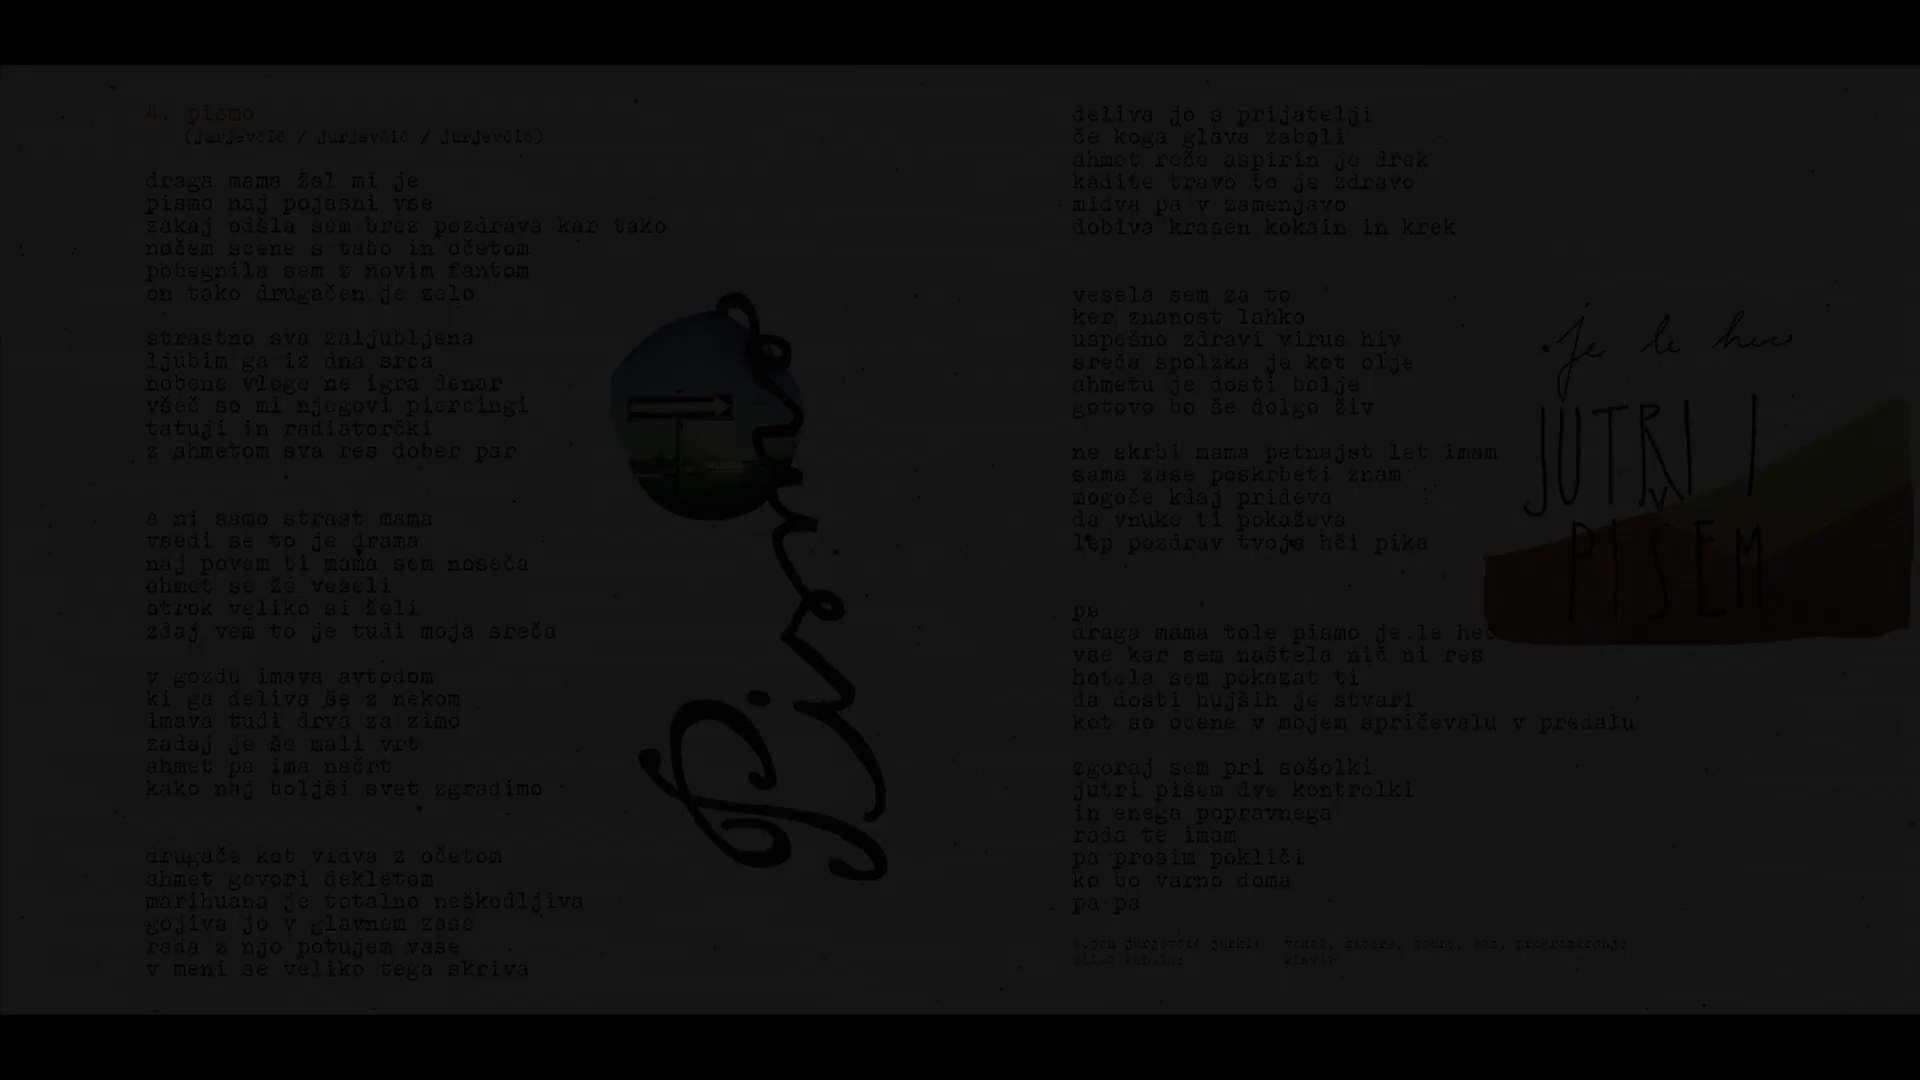 4. pismo
(jurjevčič / jurjevčič / jurjevčič)
draga mama žal mi je
pismo naj pojasni vse
zakaj odšla sem brez pozdrava kar tako
nočem scene s tabo in očetom
pobegnila sem z novim fantom
on tako drugačen je zelo
strastno sva zaljubljena
ljubim ga iz dna srca
nobene vloge ne igra denar
všeč so mi njegovi piercingi
tatuji in radiatorčki
z ahmetom sva res dober par
a ni samo strast mama
vsedi se to je drama
naj povem ti mama sem noseča
ahmet se že veseli
otrok veliko si želi
zdaj vem to je tudi moja sreča
v gozdu imava avtodom
ki ga deliva še z nekom
imava tudi drva za zimo
zadaj je še mali vrt
ahmet pa ima načrt
kako naj boljši svet zgradimo
drugače kot vidva z očetom
ahmet govori dekletom
marihuana je totalno neškodljiva
gojiva jo v glavnem zase
rada z njo potujem vase
v meni se veliko tega skriva
Pismo
deliva jo s prijatelji
če koga glava zaboli
ahmet reče aspirin je drek
kadite travo to je zdravo
midva pa v zamenjavo
dobiva krasen kokain in krek
vesela sem za to
ker znanost lahko
uspešno zdravi virus hiv
sreča spolzka je kot olje
ahmetu je dosti bolje
gotovo bo še dolgo živ
ne skrbi mama petnajst let imam
sama zase poskrbeti znam
mogoče kdaj prideva
da vnuke ti pokaževa
lep pozdrav tvoja hči pika
ps
draga mama tole pismo je le hec
vse kar sem naštela nič ni res
hotela sem pokazat ti
da dosti hujših je stvari
kot so ocene v mojem spričevalu v predalu
zgoraj sem pri sošolki
jutri pišem dve kontrolki
in enega popravnega
rada te imam
pa prosim pokliči
ko bo varno doma
pa pa
bojan jurjevčič jurki: vokal, kitare,
klavir
je le hec
JUTRI
PIŠEM